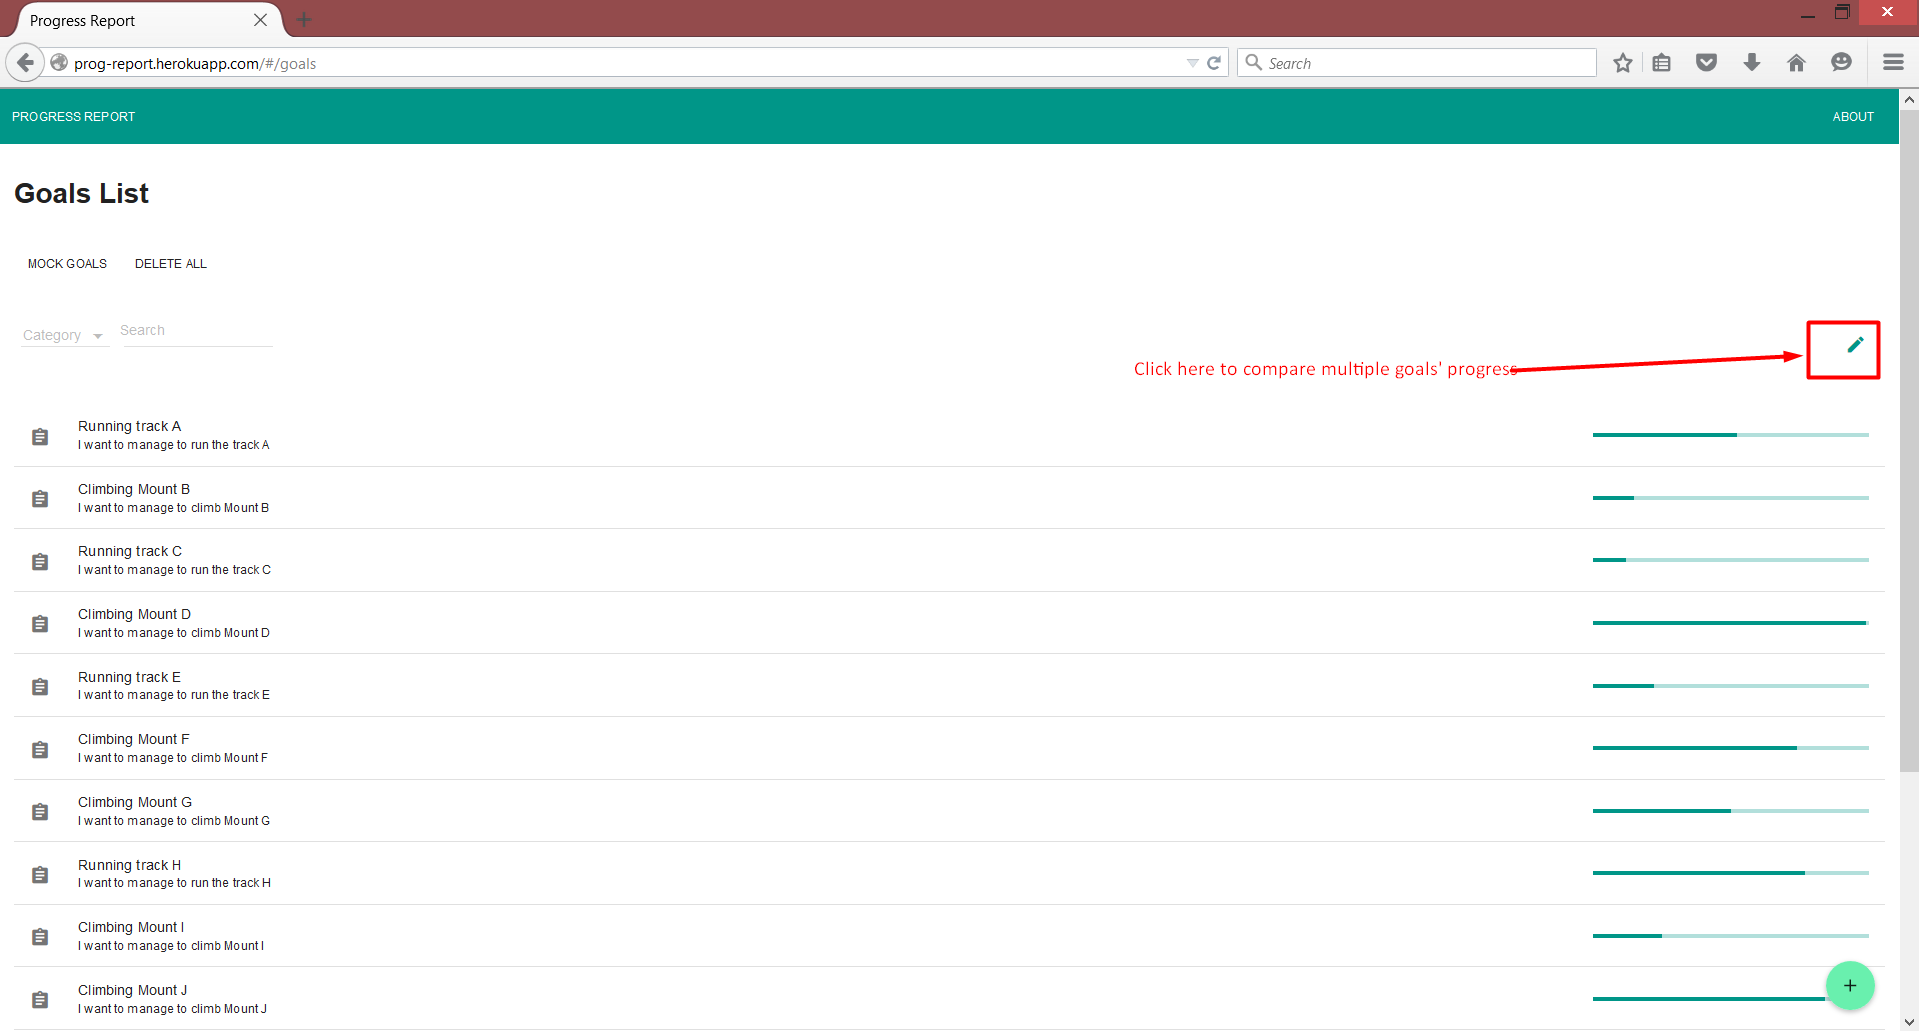 Progress Report
prog-report.herokuapp.com/#/goals
Search
PROGRESS REPORT
ABOUT
Goals List
MOCK GOALS
DELETE ALL
Category
Search
Click here to compare multiple goals' progress
Running track A
I want to manage to run the track A
Climbing Mount B
I want to manage to climb Mount B
Running track C
I want to manage to run the track C
Climbing Mount D
I want to manage to climb Mount D
Running track E
I want to manage to run the track E
Climbing Mount F
I want to manage to climb Mount F
Climbing Mount G
I want to manage to climb Mount G
Running track H
I want to manage to run the track H
Climbing Mount I
I want to manage to climb Mount I
Climbing Mount J
I want to manage to climb Mount J